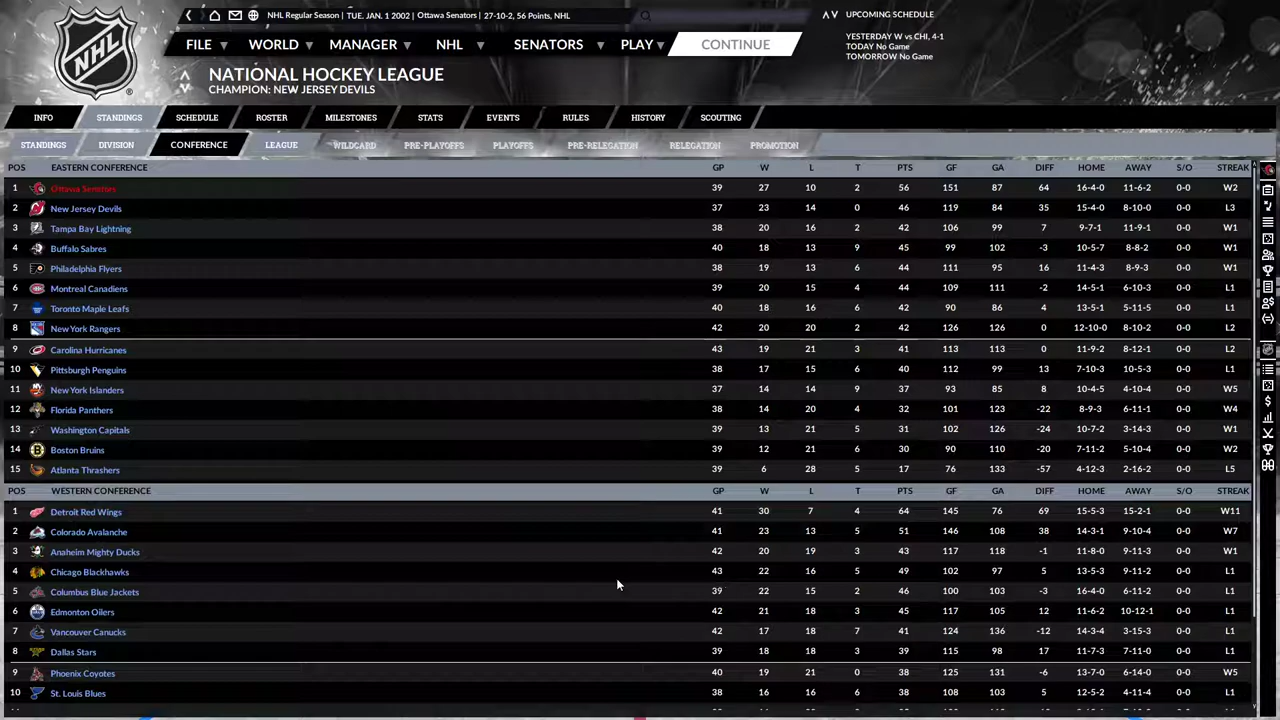 NHL Regular Season | TUE. JAN. 1 2002 | Ottawa Senators | 27-10-2, 56 Points, NHL
UPCOMING SCHEDULE
YESTERDAY W vs CHI, 4-1
TODAY No Game
TOMORROW No Game
NHL
FILE WORLD MANAGER NHL SENATORS PLAY CONTINUE
NATIONAL HOCKEY LEAGUE
CHAMPION: NEW JERSEY DEVILS
INFO STANDINGS SCHEDULE ROSTER MILESTONES STATS EVENTS RULES HISTORY SCOUTING
STANDINGS DIVISION CONFERENCE LEAGUE WILDCARD PRE-PLAYOFFS PLAYOFFS PRE-RELEGATION RELEGATION PROMOTION
POS EASTERN CONFERENCE GP W L T PTS GF GA DIFF HOME AWAY S/O STREAK
1 Ottawa Senators 39 27 10 2 56 151 87 64 16-4-0 11-6-2 0-0 W2
2 New Jersey Devils 37 23 14 0 46 119 84 35 15-4-0 8-10-0 0-0 L3
3 Tampa Bay Lightning 38 20 16 2 42 106 99 7 9-7-1 11-9-1 0-0 W1
4 Buffalo Sabres 40 18 13 9 45 99 102 -3 10-5-7 8-8-2 0-0 W1
5 Philadelphia Flyers 38 19 13 6 44 111 95 16 11-4-3 8-9-3 0-0 W1
6 Montreal Canadiens 39 20 15 4 44 109 111 -2 14-5-1 6-10-3 0-0 L1
7 Toronto Maple Leafs 40 18 16 6 42 90 86 4 13-5-1 5-11-5 0-0 L1
8 New York Rangers 42 20 20 2 42 126 126 0 12-10-0 8-10-2 0-0 L2
9 Carolina Hurricanes 43 19 21 3 41 113 113 0 11-9-2 8-12-1 0-0 L2
10 Pittsburgh Penguins 38 17 15 6 40 112 99 13 7-10-3 10-5-3 0-0 L1
11 New York Islanders 37 14 14 9 37 93 85 8 10-4-5 4-10-4 0-0 W5
12 Florida Panthers 38 14 20 4 32 101 123 -22 8-9-3 6-11-1 0-0 W4
13 Washington Capitals 39 13 21 5 31 102 126 -24 10-7-2 3-14-3 0-0 W1
14 Boston Bruins 39 12 21 6 30 90 110 -20 7-11-2 5-10-4 0-0 W2
15 Atlanta Thrashers 39 6 28 5 17 76 133 -57 4-12-3 2-16-2 0-0 L5
POS WESTERN CONFERENCE GP W L T PTS GF GA DIFF HOME AWAY S/O STREAK
1 Detroit Red Wings 41 30 7 4 64 145 76 69 15-5-3 15-2-1 0-0 W11
2 Colorado Avalanche 41 23 13 5 51 146 108 38 14-3-1 9-10-4 0-0 W7
3 Anaheim Mighty Ducks 42 20 19 3 43 117 118 -1 11-8-0 9-11-3 0-0 W1
4 Chicago Blackhawks 43 22 16 5 49 102 97 5 13-5-3 9-11-2 0-0 L1
5 Columbus Blue Jackets 39 22 15 2 46 100 103 -3 16-4-0 6-11-2 0-0 L1
6 Edmonton Oilers 42 21 18 3 45 117 105 12 11-6-2 10-12-1 0-0 L1
7 Vancouver Canucks 42 17 18 7 41 124 136 -12 14-3-4 3-15-3 0-0 L1
8 Dallas Stars 39 18 18 3 39 115 98 17 11-7-3 7-11-0 0-0 L1
9 Phoenix Coyotes 40 19 21 0 38 125 131 -6 13-7-0 6-14-0 0-0 W5
10 St. Louis Blues 38 16 16 6 38 108 103 5 12-5-2 4-11-4 0-0 L1